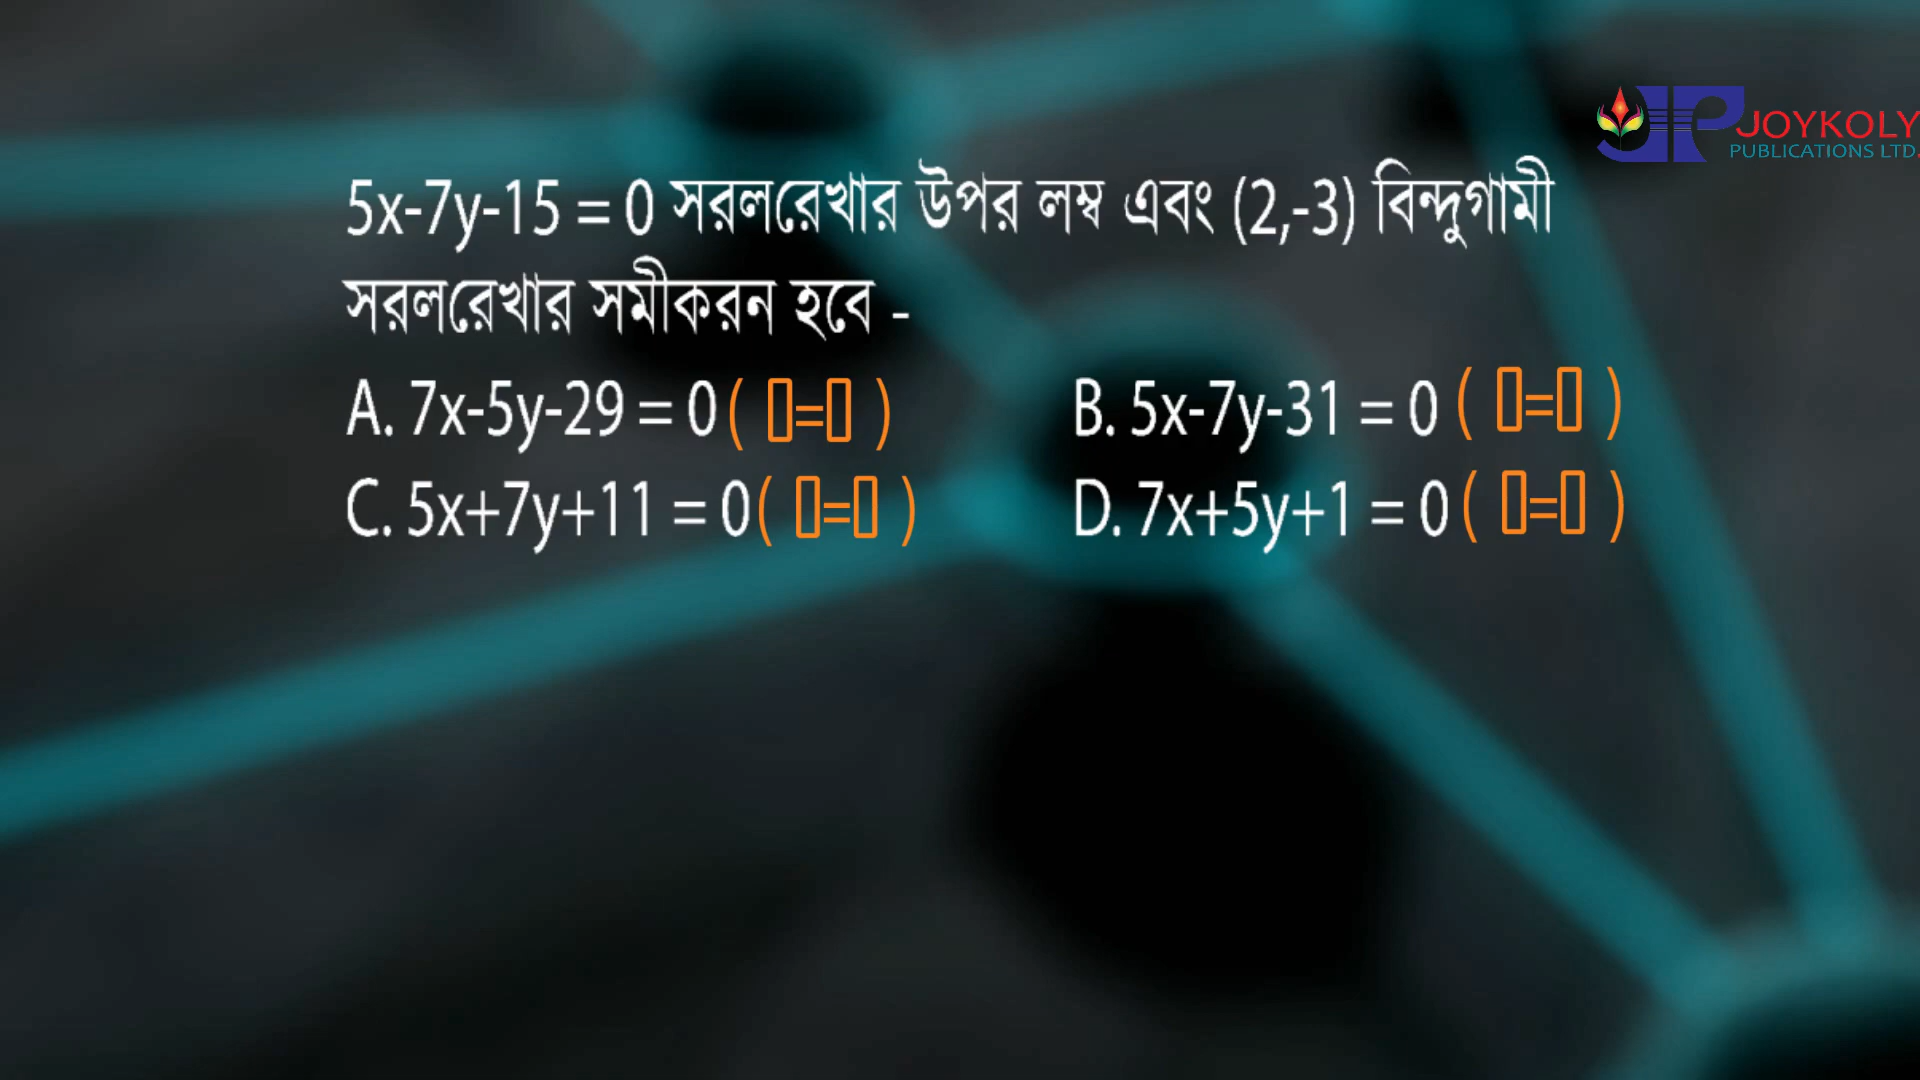 JP JOYKOLY
PUBLICATIONS LTD.
5x-7y-15 = 0 সরলরেখার উপর লম্ব এবং (2,-3) বিন্দুগামী
সরলরেখার সমীকরন হবে -
A. 7x-5y-29 = 0 ( ▯=▯ ) B. 5x-7y-31 = 0 ( ▯=▯ )
C. 5x+7y+11 = 0 ( ▯=▯ ) D. 7x+5y+1 = 0 ( ▯=▯ )